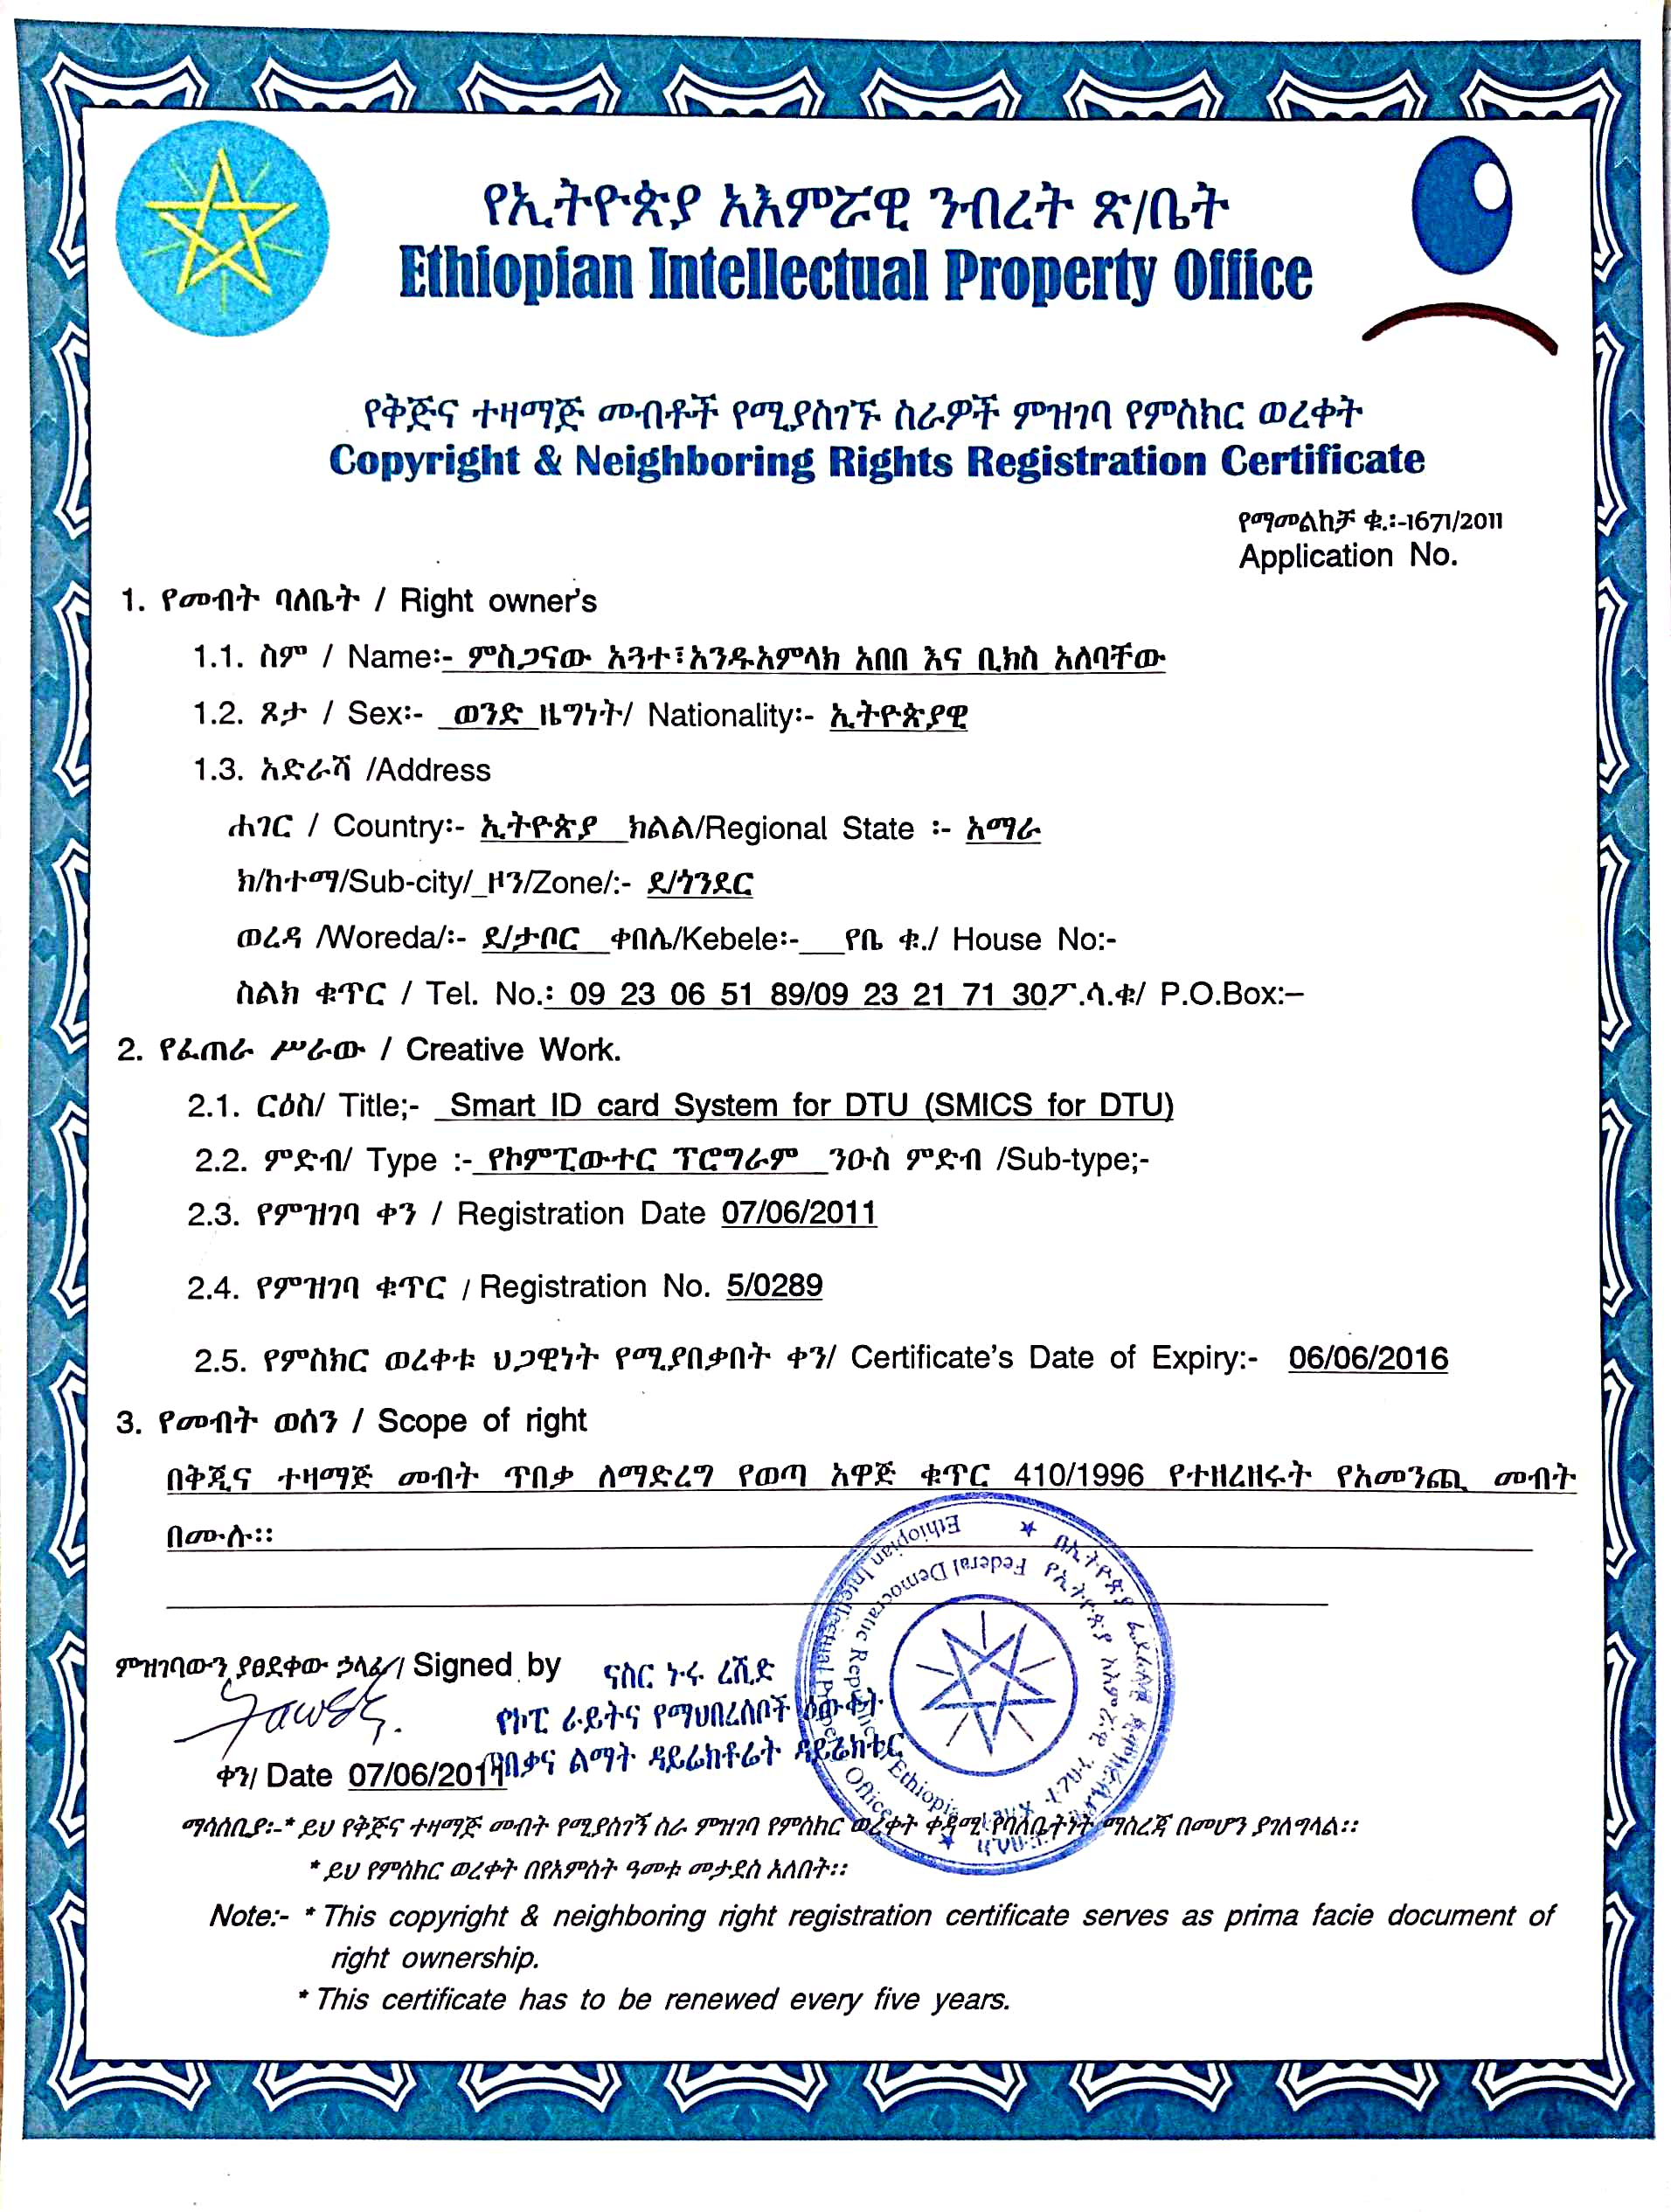 የኢትዮጵያ አእምሯዊ ንብረት ጽ/ቤት
Ethiopian Intellectual Property Office
የቅጅና ተዛማጅ መብቶች የሚያስገኙ ስራዎች ምዝገባ የምስክር ወረቀት
Copyright & Neighboring Rights Registration Certificate
የማመልከቻ ቁ.፡-1671/2011
Application No.
1. የመብት ባለቤት / Right owner's
1.1. ስም / Name፡- ምስጋናው አጓተ፣አንዱአምላክ አበበ እና ቢክስ አለባቸው
1.2. ጾታ / Sex፡- ወንድ ዜግነት/ Nationality፡- ኢትዮጵያዊ
1.3. አድራሻ /Address
ሐገር / Country፡- ኢትዮጵያ ክልል/Regional State ፡- አማራ
ክ/ከተማ/Sub-city/_ዞን/Zone/:- ደ/ጎንደር
ወረዳ /Woreda/፡- ደ/ታቦር ቀበሌ/Kebele፡-___የቤ ቁ./ House No:-
ስልክ ቁጥር / Tel. No.፡ 09 23 06 51 89/09 23 21 71 30ፖ.ሳ.ቁ/ P.O.Box:–
2. የፈጠራ ሥራው / Creative Work.
2.1. ርዕስ/ Title;- Smart ID card System for DTU (SMICS for DTU)
2.2. ምድብ/ Type :- የኮምፒውተር ፕሮግራም ንዑስ ምድብ /Sub-type;-
2.3. የምዝገባ ቀን / Registration Date 07/06/2011
2.4. የምዝገባ ቁጥር / Registration No. 5/0289
2.5. የምስክር ወረቀቱ ህጋዊነት የሚያበቃበት ቀን/ Certificate's Date of Expiry:- 06/06/2016
3. የመብት ወሰን / Scope of right
በቅጂና ተዛማጅ መብት ጥበቃ ለማድረግ የወጣ አዋጅ ቁጥር 410/1996 የተዘረዘሩት የአመንጪ መብት
በሙሉ፡፡
ምዝገባውን ያፀደቀው ኃላፊ/ Signed by
ናስር ኑሩ ረሺድ
የኮፒ ራይትና የማህበረሰቦች ዕውቀት
ጥበቃና ልማት ዳይሬክቶሬት ዳይሬክቴር
ቀን/ Date 07/06/2011
Ethiopian Intellectual Property Office
Federal Democratic Republic Ethiopia
ማሳሰቢያ፡-* ይህ የቅጅና ተዛማጅ መብት የሚያስገኝ ስራ ምዝገባ የምስክር ወረቀት ቀዳሚ የባለቤትነት ማስረጃ በመሆን ያገለግላል፡፡
* ይህ የምስክር ወረቀት በየአምስት ዓመቱ መታደስ አለበት፡፡
Note:- * This copyright & neighboring right registration certificate serves as prima facie document of
right ownership.
* This certificate has to be renewed every five years.